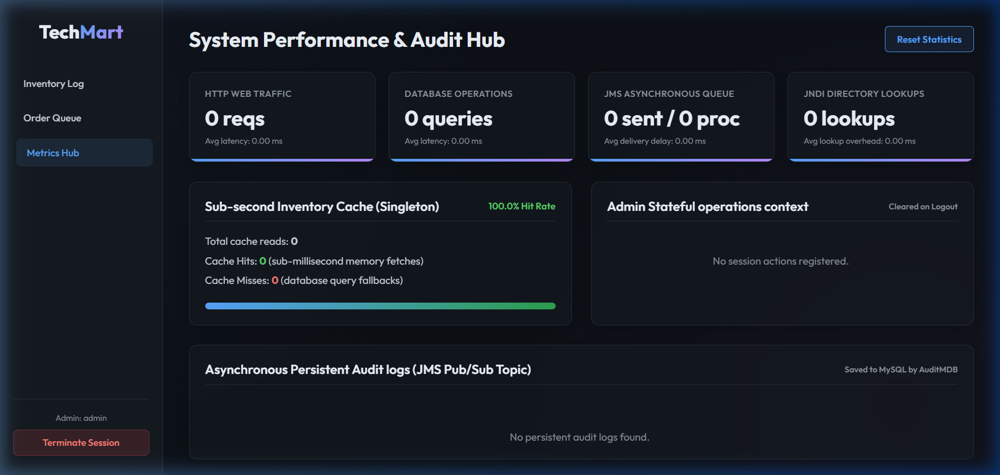 TechMart
Inventory Log
Order Queue
Metrics Hub
Admin: admin
Terminate Session
System Performance & Audit Hub
Reset Statistics
HTTP WEB TRAFFIC
0 reqs
Avg latency: 0.00 ms
DATABASE OPERATIONS
0 queries
Avg latency: 0.00 ms
JMS ASYNCHRONOUS QUEUE
0 sent / 0 proc
Avg delivery delay: 0.00 ms
JNDI DIRECTORY LOOKUPS
0 lookups
Avg lookup overhead: 0.00 ms
Sub-second Inventory Cache (Singleton)
100.0% Hit Rate
Total cache reads: 0
Cache Hits: 0 (sub-millisecond memory fetches)
Cache Misses: 0 (database query fallbacks)
Admin Stateful operations context
Cleared on Logout
No session actions registered.
Asynchronous Persistent Audit logs (JMS Pub/Sub Topic)
Saved to MySQL by AuditMDB
No persistent audit logs found.